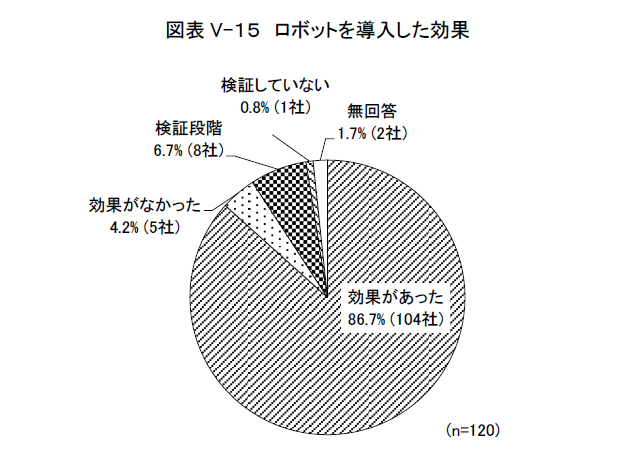 図表Ⅴ-15 ロボットを導入した効果
検証していない
0.8%(1社)
無回答
1.7%(2社)
検証段階
6.7%(8社)
効果がなかった
4.2%(5社)
効果があった
86.7%(104社)
(n=120)